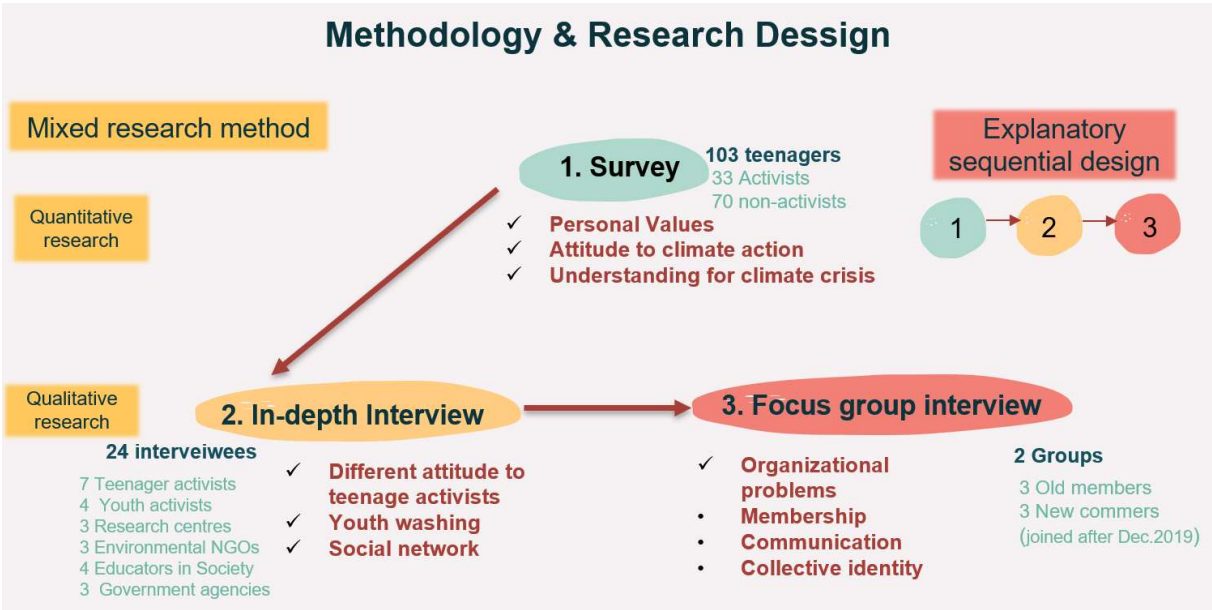 Methodology & Research Dessign
Mixed research method
Explanatory
sequential design
1. Survey
103 teenagers
33 Activists
70 non-activists
Quantitative
research
✓ Personal Values
✓ Attitude to climate action
✓ Understanding for climate crisis
1
2
3
Qualitative
research
2. In-depth Interview
3. Focus group interview
24 interveiwees
7 Teenager activists
4 Youth activists
3 Research centres
3 Environmental NGOs
4 Educators in Society
3 Government agencies
✓ Different attitude to
teenage activists
✓ Youth washing
✓ Social network
✓ Organizational
problems
• Membership
• Communication
• Collective identity
2 Groups
3 Old members
3 New commers
(joined after Dec.2019)